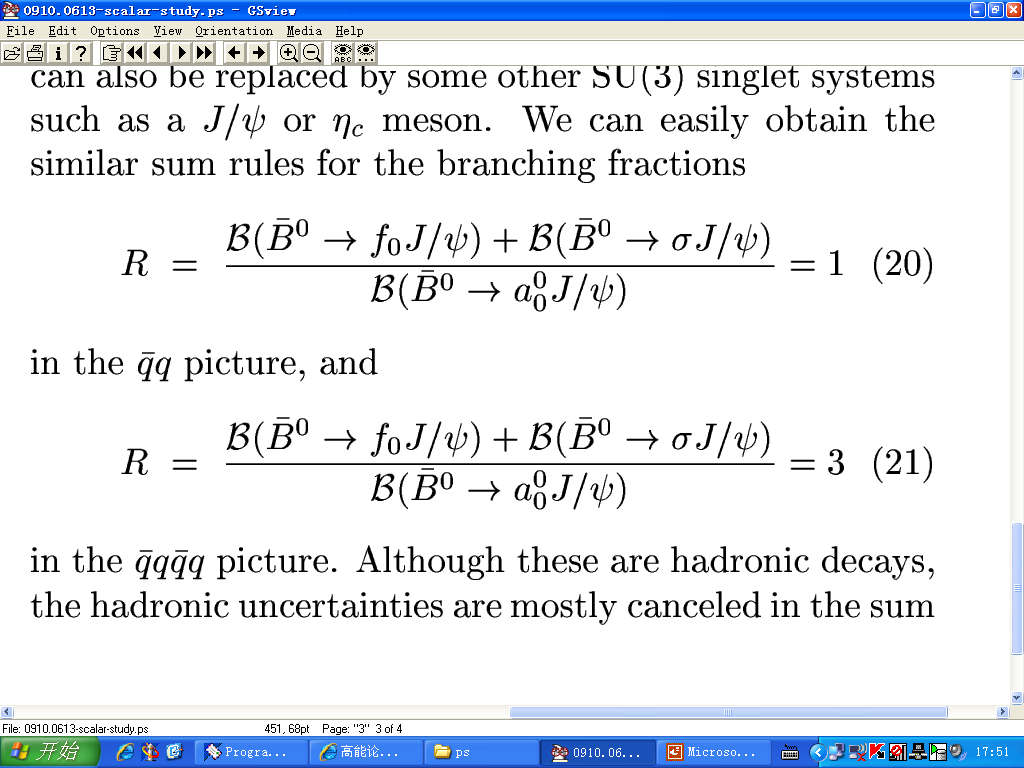 0910.0613-scalar-study.ps - GSview
File Edit Options View Orientation Media Help
can also be replaced by some other SU(3) singlet systems
such as a J/ψ or η_c meson. We can easily obtain the
similar sum rules for the branching fractions
R = \frac{ℬ(B̄⁰ → f₀J/ψ) + ℬ(B̄⁰ → σJ/ψ)}{ℬ(B̄⁰ → a₀⁰J/ψ)} = 1 (20)
in the q̄q picture, and
R = \frac{ℬ(B̄⁰ → f₀J/ψ) + ℬ(B̄⁰ → σJ/ψ)}{ℬ(B̄⁰ → a₀⁰J/ψ)} = 3 (21)
in the q̄qq̄q picture. Although these are hadronic decays,
the hadronic uncertainties are mostly canceled in the sum
File: 0910.0613-scalar-study.ps 451, 68pt Page: "3" 3 of 4
开始 Progra... 高能论... ps 0910.06... Microso... 17:51